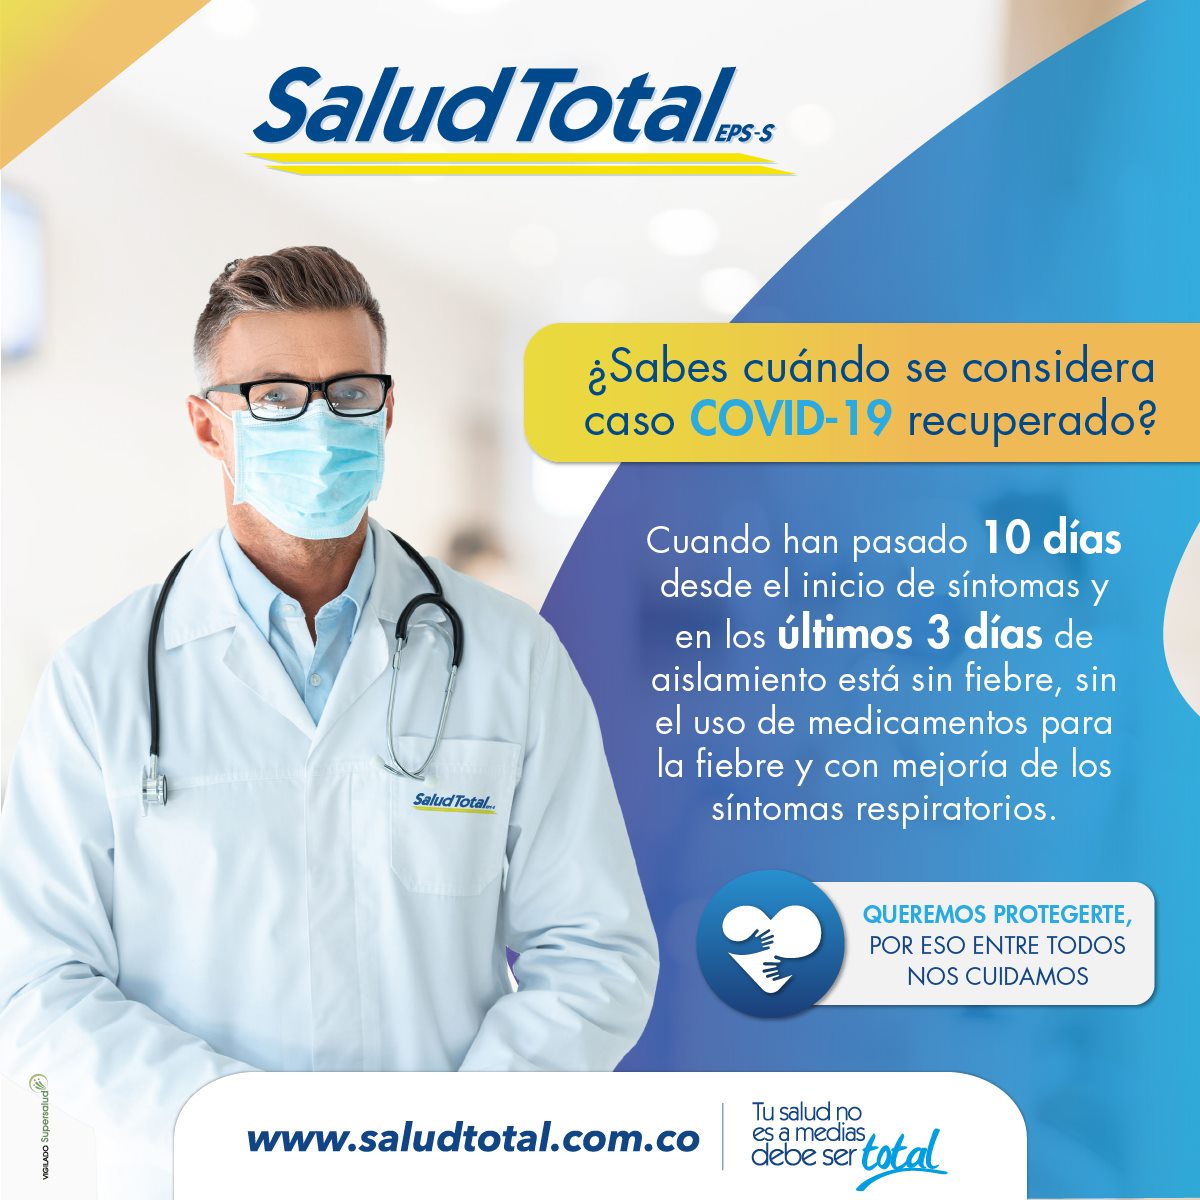 SaludTotal EPS-S
¿Sabes cuándo se considera
caso COVID-19 recuperado?
Cuando han pasado 10 días
desde el inicio de síntomas y
en los últimos 3 días de
aislamiento está sin fiebre, sin
el uso de medicamentos para
la fiebre y con mejoría de los
síntomas respiratorios.
SaludTotal EPS-S
QUEREMOS PROTEGERTE,
POR ESO ENTRE TODOS
NOS CUIDAMOS
VIGILADO Supersalud
www.saludtotal.com.co
Tu salud no
es a medias
debe ser total